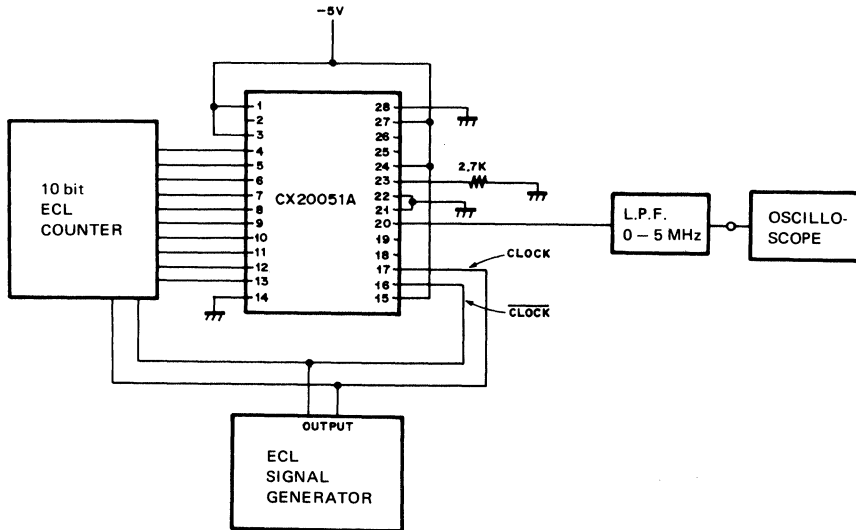 -5V
1
2
3
4
5
6
7
8
9
10
11
12
13
14
CX20051A
28
27
26
25
24
23
22
21
20
19
18
17
16
15
2.7K
10 bit
ECL
COUNTER
L.P.F.
0 – 5 MHz
OSCILLO-
SCOPE
CLOCK
CLOCK
OUTPUT
ECL
SIGNAL
GENERATOR